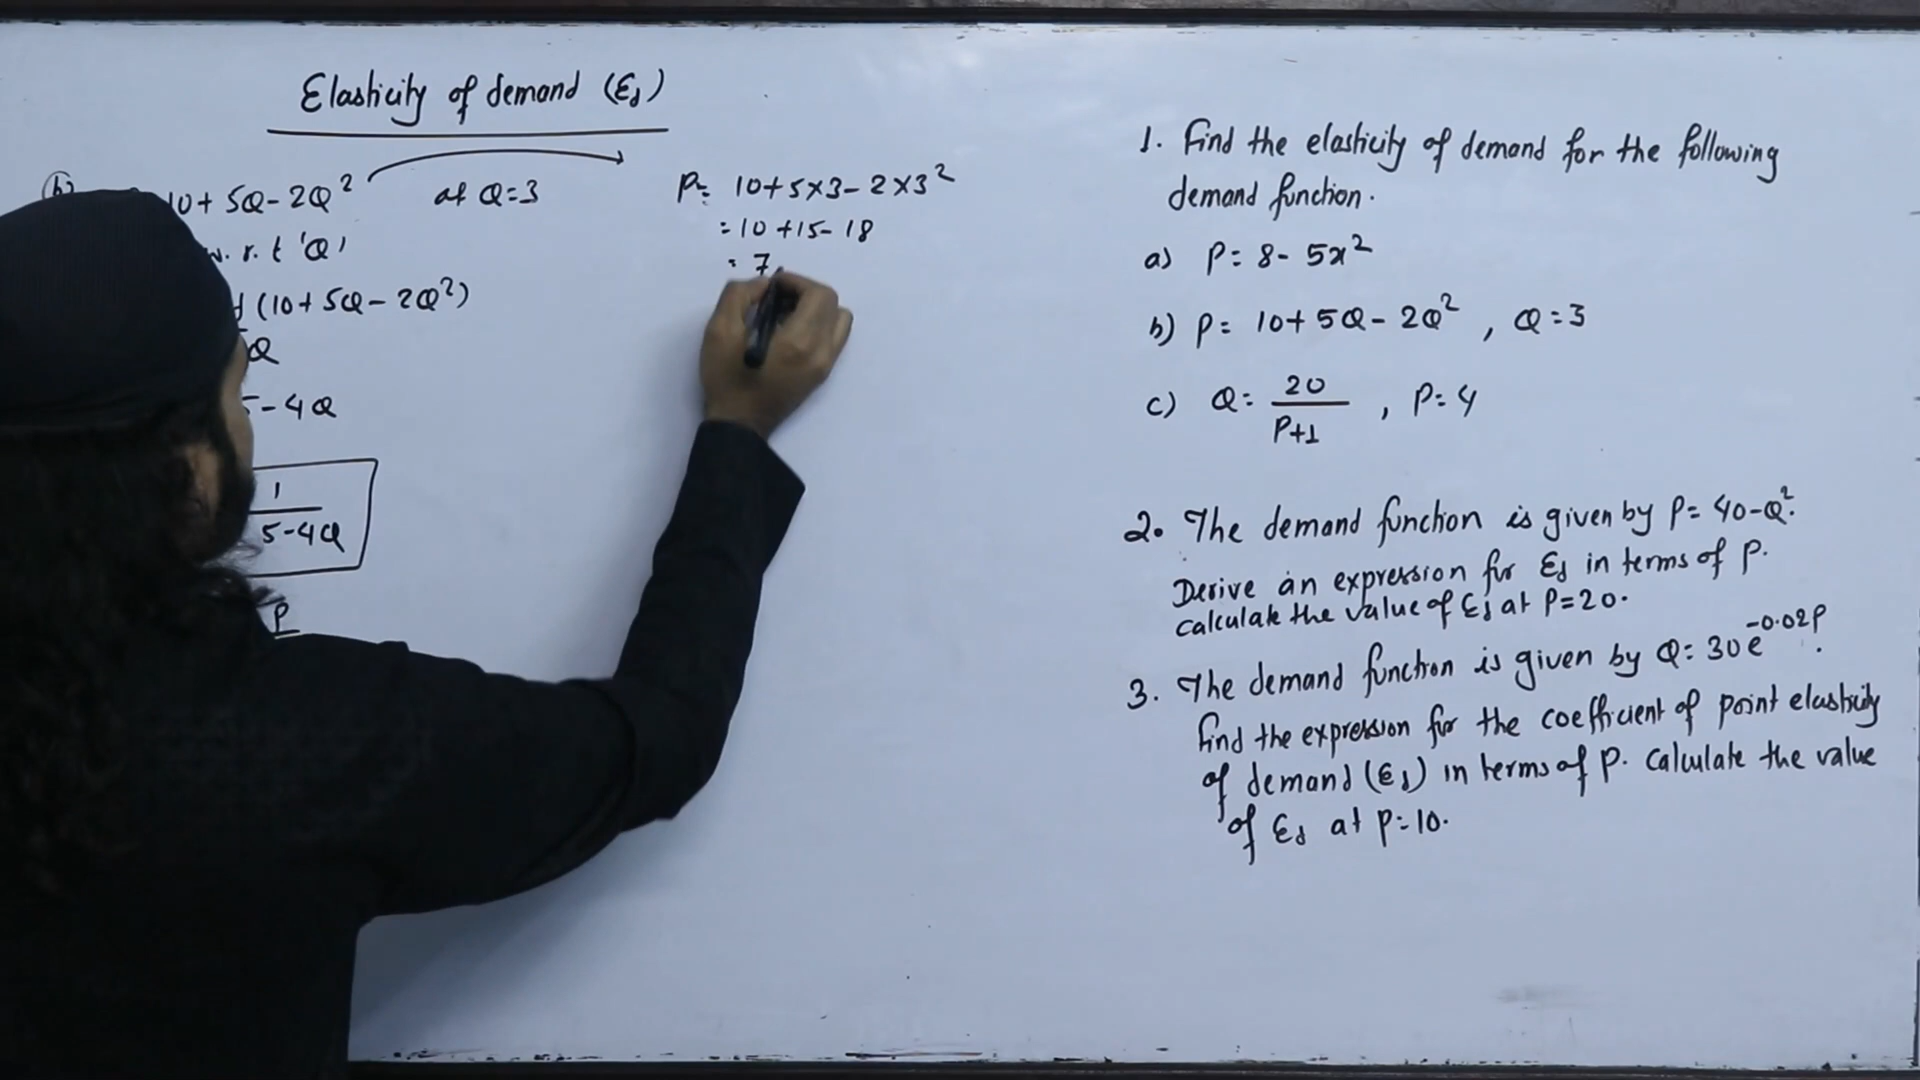 Elasticity of demand (Ed)
10+ 5Q- 2Q² at Q=3
w. r. t 'Q'
d (10+ 5Q- 2Q²)
Q
5-4Q
1
5-4Q
P
P= 10+5×3-2×3²
=10+15-18
= 7
1. Find the elasticity of demand for the following
demand function.
a) P= 8- 5x²
b) P= 10+ 5Q- 2Q² , Q=3
c) Q= 20/P+1 , P=4
2. The demand function is given by P= 40-Q².
Derive an expression for Ed in terms of P.
calculate the value of Ed at P=20.
3. The demand function is given by Q= 30e^-0.02P.
find the expression for the coefficient of point elasticity
of demand (Ed) in terms of P. Calculate the value
of Ed at P=10.